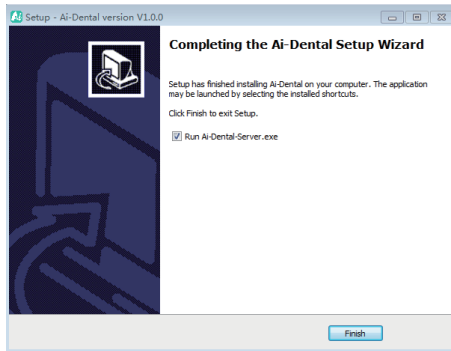 Ai Setup - Ai-Dental version V1.0.0
Completing the Ai-Dental Setup Wizard
Setup has finished installing Ai-Dental on your computer. The application
may be launched by selecting the installed shortcuts.
Click Finish to exit Setup.
Run Ai-Dental-Server.exe
Finish